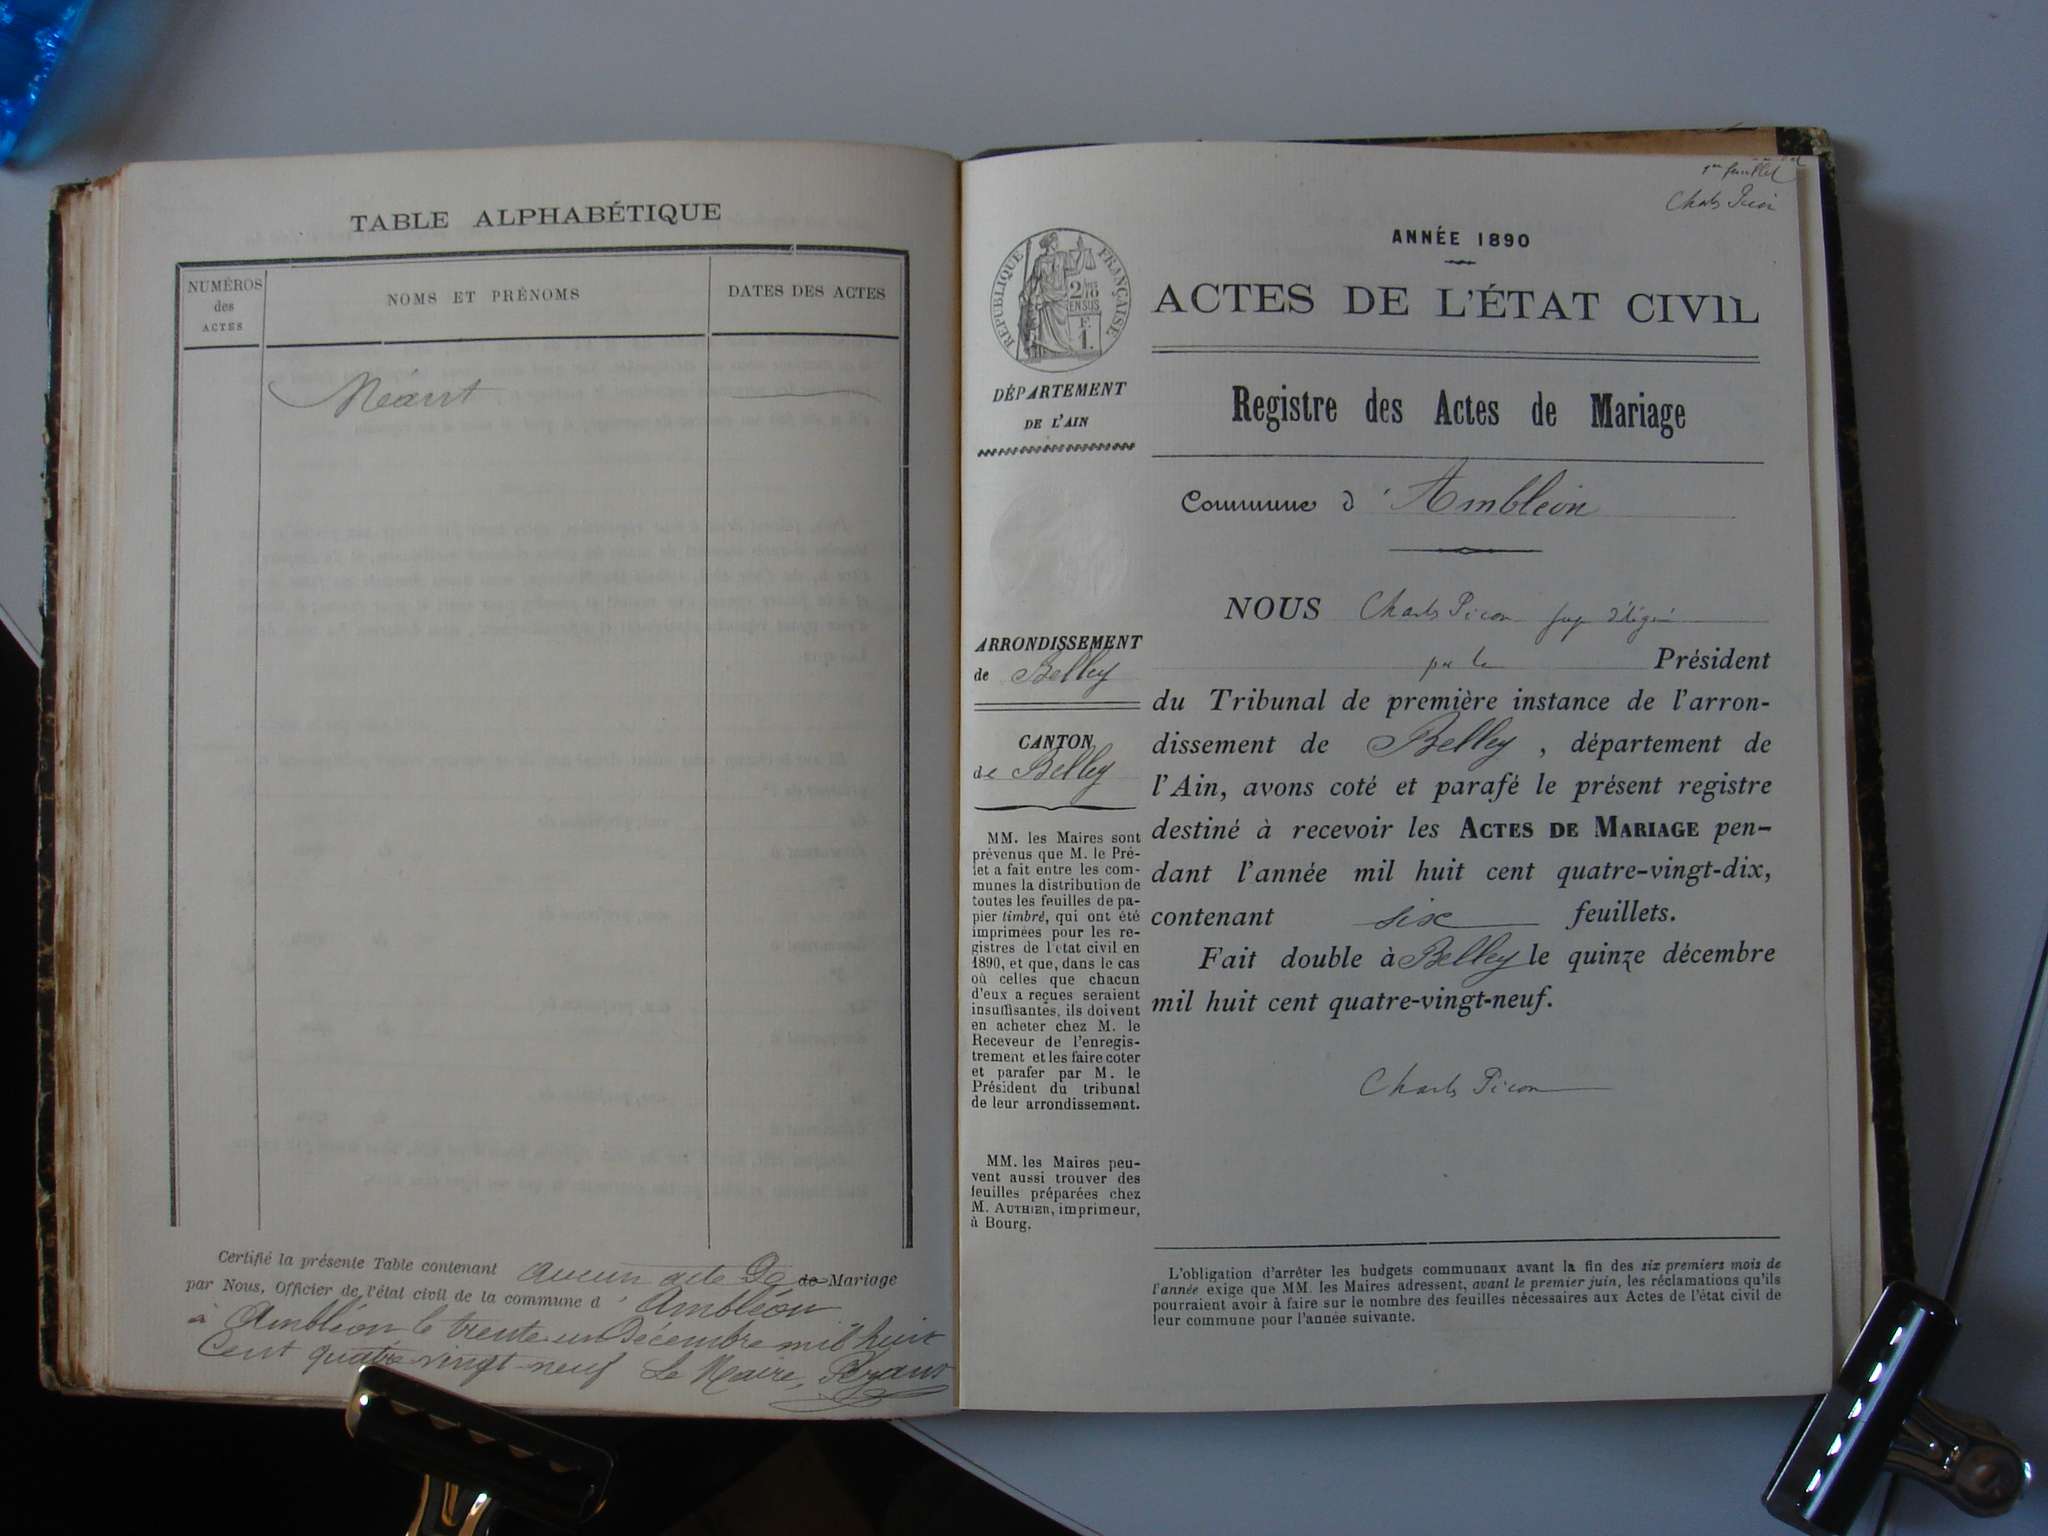 TABLE ALPHABÉTIQUE
NUMÉROS
des
ACTES
NOMS ET PRÉNOMS
DATES DES ACTES
Néant
Certifié la présente Table contenant aucun acte De de Mariage
par Nous, Officier de l'état civil de la commune d' Ambléon
à Ambléon le trente un Décembre mil huit
Cent quatre vingt neuf Le Maire,
1er feuillet
Charles Picon
ANNÉE 1890
ACTES DE L'ÉTAT CIVIL
RÉPUBLIQUE FRANÇAISE
2/10
EN SUS
F.
1.
DÉPARTEMENT
DE L'AIN
Registre des Actes de Mariage
Commune d' Ambléon
ARRONDISSEMENT
de Belley
CANTON
de Belley
MM. les Maires sont
prévenus que M. le Pré-
fet a fait entre les com-
munes la distribution de
toutes les feuilles de pa-
pier timbré, qui ont été
imprimées pour les re-
gistres de l'état civil en
1890, et que, dans le cas
où celles que chacun
d'eux a reçues seraient
insuffisantes, ils doivent
en acheter chez M. le
Receveur de l'enregis-
trement et les faire coter
et parafer par M. le
Président du tribunal
de leur arrondissement.
MM. les Maires peu-
vent aussi trouver des
feuilles préparées chez
M. AUTHIER, imprimeur,
à Bourg.
NOUS Charles Picon juge délégué
par le Président
du Tribunal de première instance de l'arron-
dissement de Belley, département de
l'Ain, avons coté et parafé le présent registre
destiné à recevoir les ACTES DE MARIAGE pen-
dant l'année mil huit cent quatre-vingt-dix,
contenant six feuillets.
Fait double à Belley le quinze décembre
mil huit cent quatre-vingt-neuf.
Charles Picon
L'obligation d'arrêter les budgets communaux avant la fin des six premiers mois de
l'année exige que MM. les Maires adressent, avant le premier juin, les réclamations qu'ils
pourraient avoir à faire sur le nombre des feuilles nécessaires aux Actes de l'état civil de
leur commune pour l'année suivante.